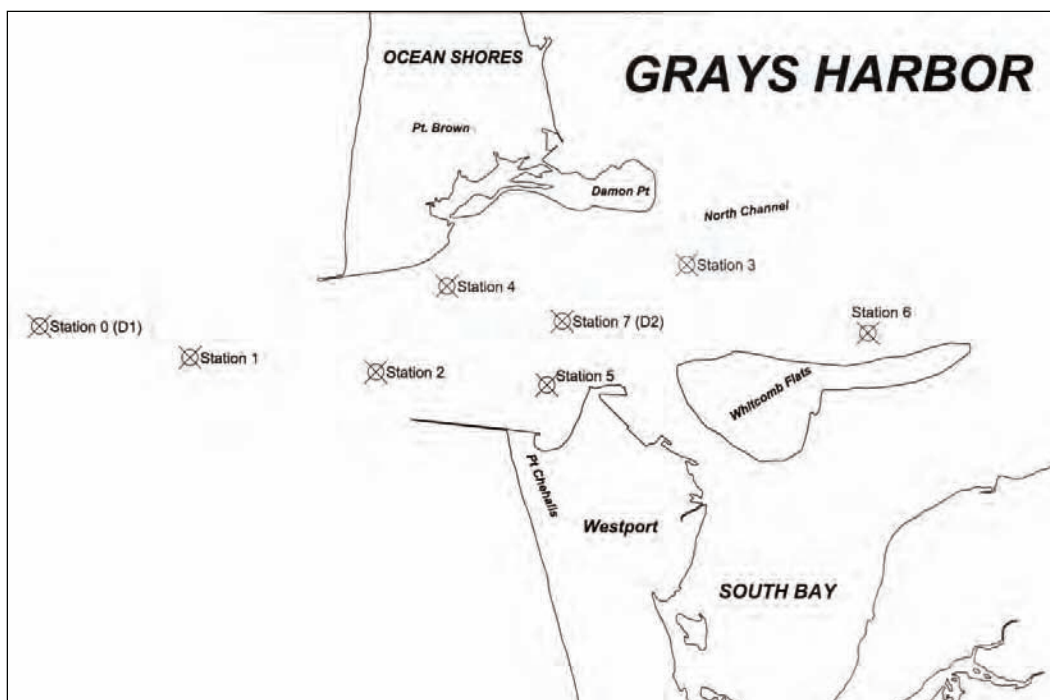 OCEAN SHORES
GRAYS HARBOR
Pt. Brown
Damon Pt
North Channel
Station 3
Station 4
Station 0 (D1)
Station 7 (D2)
Station 6
Station 1
Station 2
Station 5
Whitcomb Flats
Pt Chehalis
Westport
SOUTH BAY